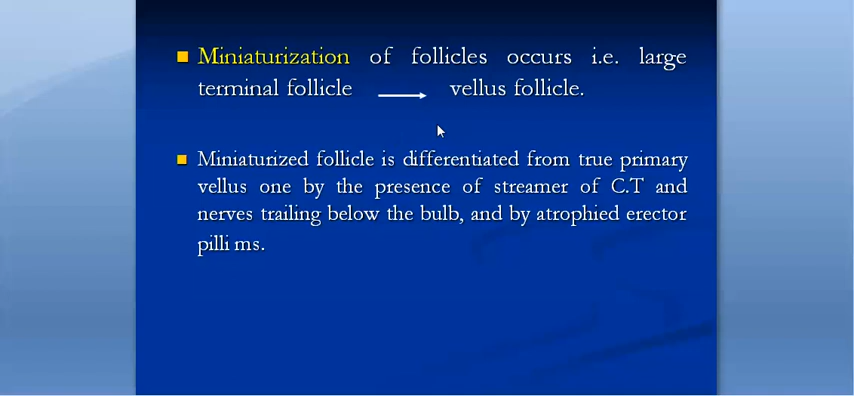 Miniaturization of follicles occurs i.e. large
terminal follicle → vellus follicle.
Miniaturized follicle is differentiated from true primary
vellus one by the presence of streamer of C.T and
nerves trailing below the bulb, and by atrophied erector
pilli ms.